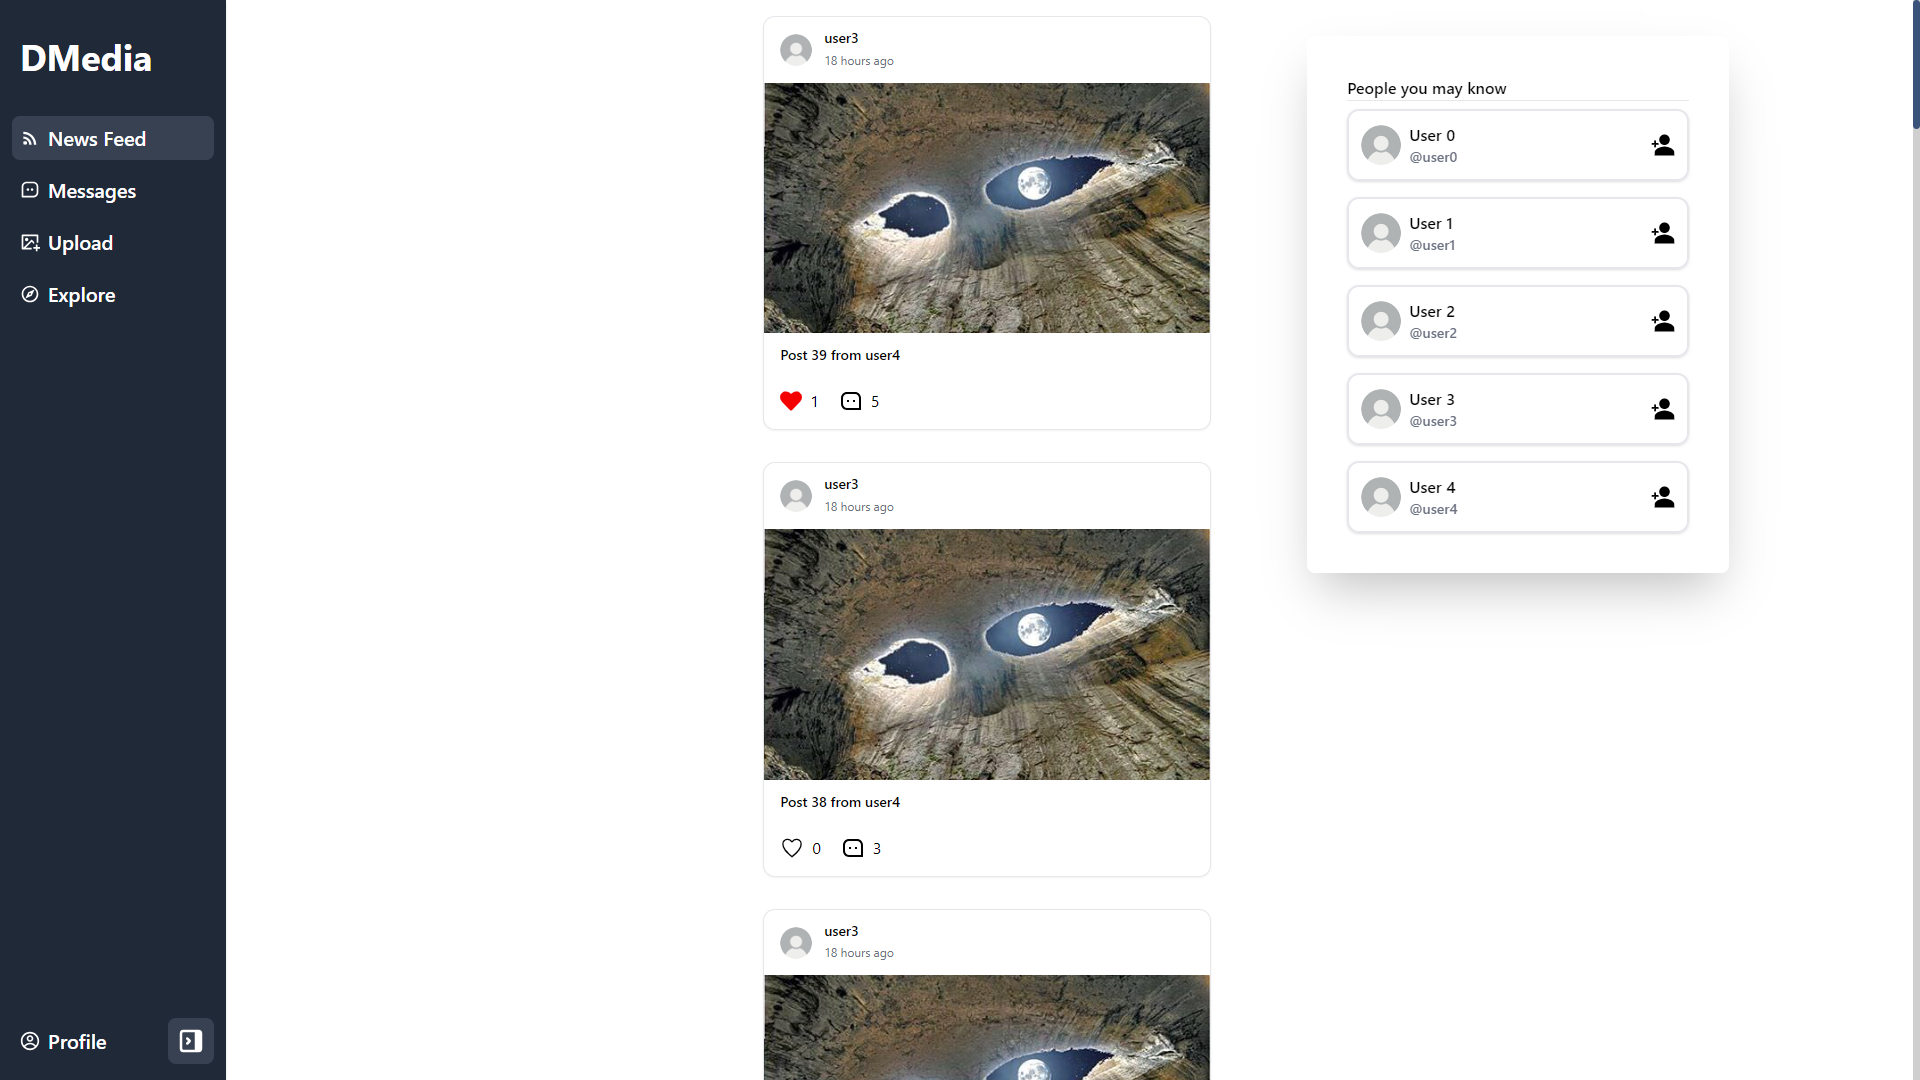 DMedia
News Feed
Messages
Upload
Explore
Profile
user3
18 hours ago
Post 39 from user4
1 5
user3
18 hours ago
Post 38 from user4
0 3
user3
18 hours ago
People you may know
User 0
@user0
User 1
@user1
User 2
@user2
User 3
@user3
User 4
@user4